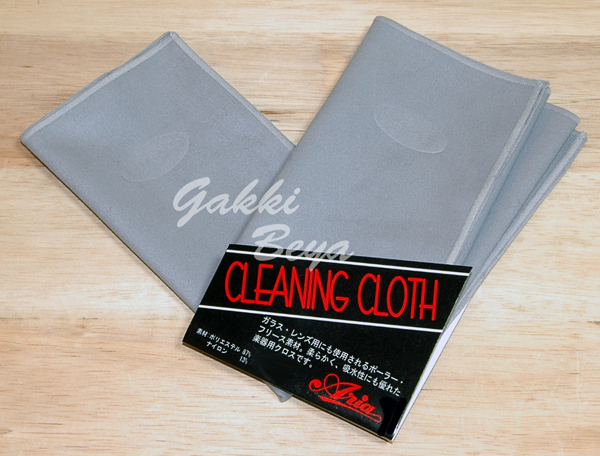 Gakki
Beya
CLEANING CLOTH
ガラス・レンズ用にも使用されるポーラー・
フリース素材。柔らかく、吸水性にも優れた
楽器用クロスです。
素材:ポリエステル 87%
ナイロン 13%
Aria